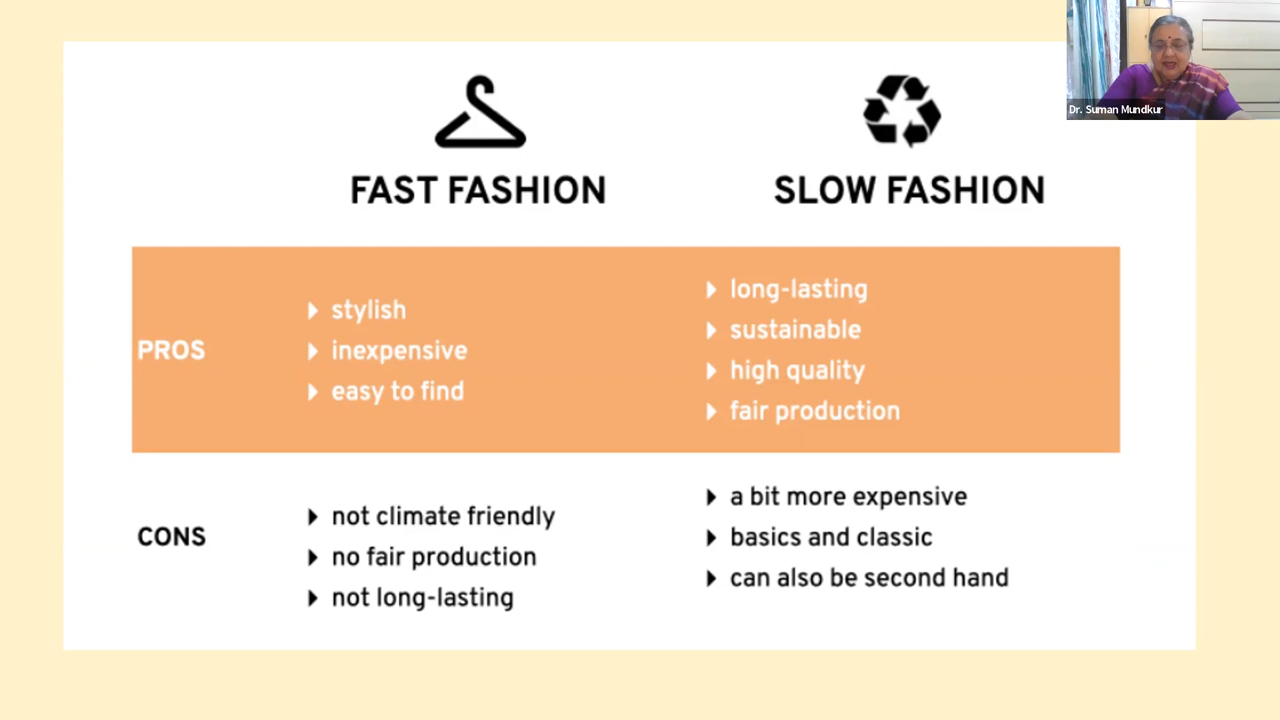 Dr. Suman Mundkur
FAST FASHION
SLOW FASHION
PROS
stylish
inexpensive
easy to find
long-lasting
sustainable
high quality
fair production
CONS
not climate friendly
no fair production
not long-lasting
a bit more expensive
basics and classic
can also be second hand